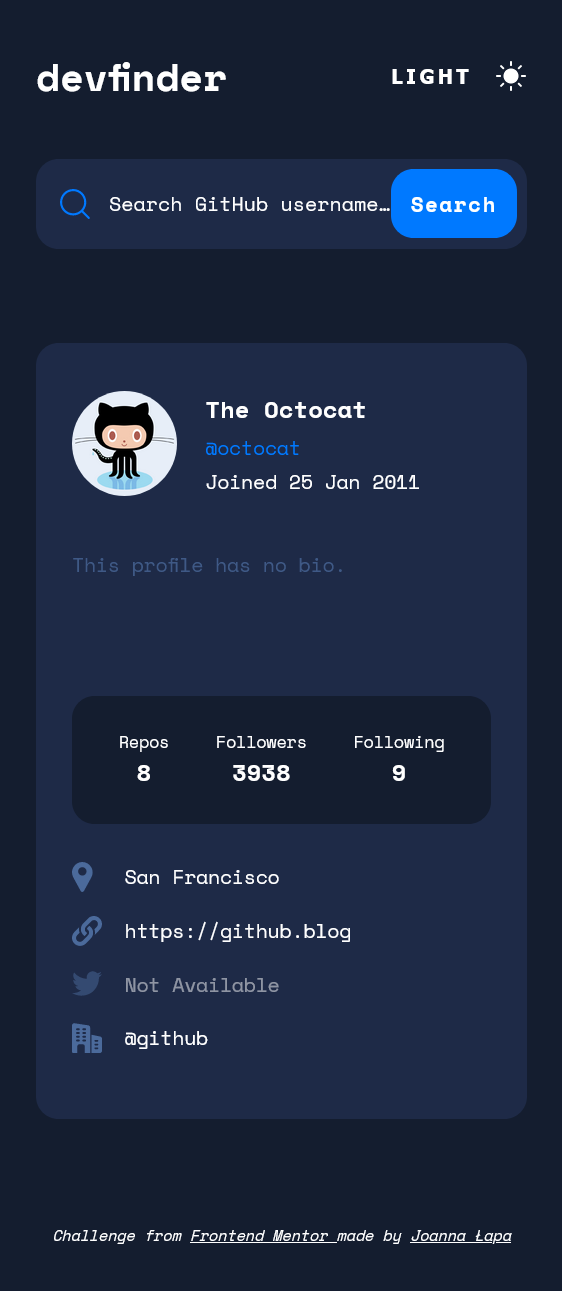 devfinder LIGHT
Search GitHub username… Search
The Octocat
@octocat
Joined 25 Jan 2011
This profile has no bio.
Repos Followers Following
8 3938 9
San Francisco
https://github.blog
Not Available
@github
Challenge from Frontend Mentor made by Joanna Łapa